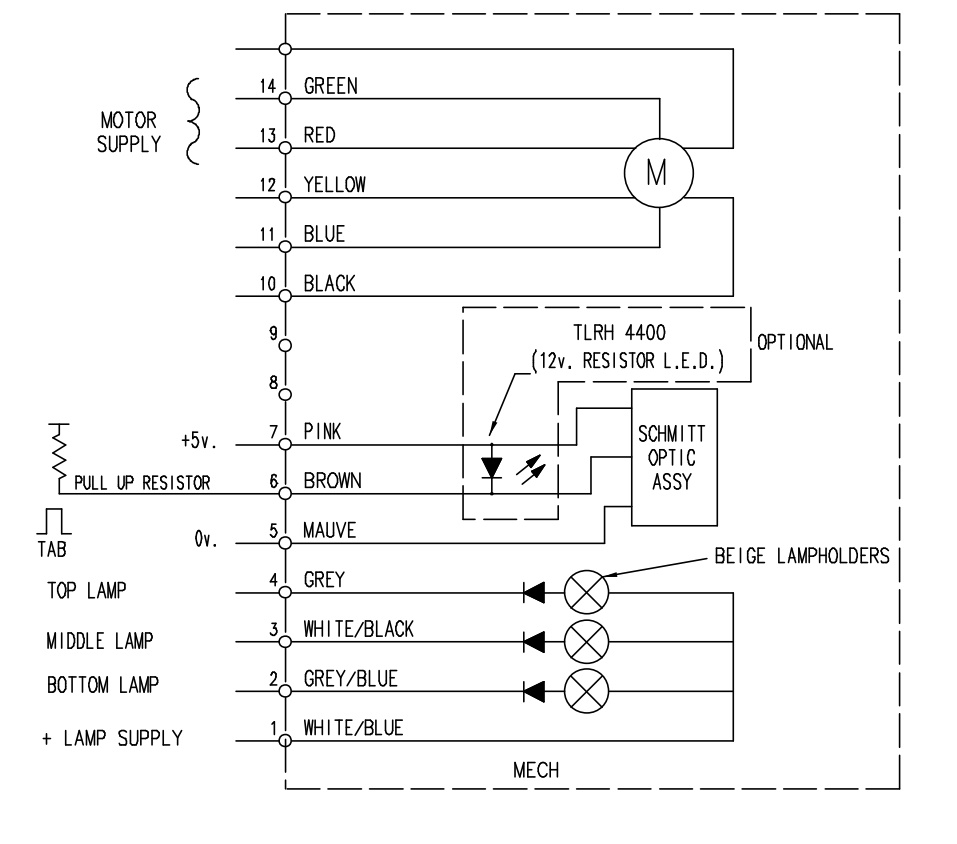 14 GREEN
MOTOR SUPPLY
13 RED
M
12 YELLOW
11 BLUE
10 BLACK
9
TLRH 4400
(12v. RESISTOR L.E.D.)
OPTIONAL
8
+5v. 7 PINK
SCHMITT
OPTIC
ASSY
PULL UP RESISTOR 6 BROWN
TAB
0v. 5 MAUVE
BEIGE LAMPHOLDERS
TOP LAMP 4 GREY
MIDDLE LAMP 3 WHITE/BLACK
BOTTOM LAMP 2 GREY/BLUE
+ LAMP SUPPLY 1 WHITE/BLUE
MECH